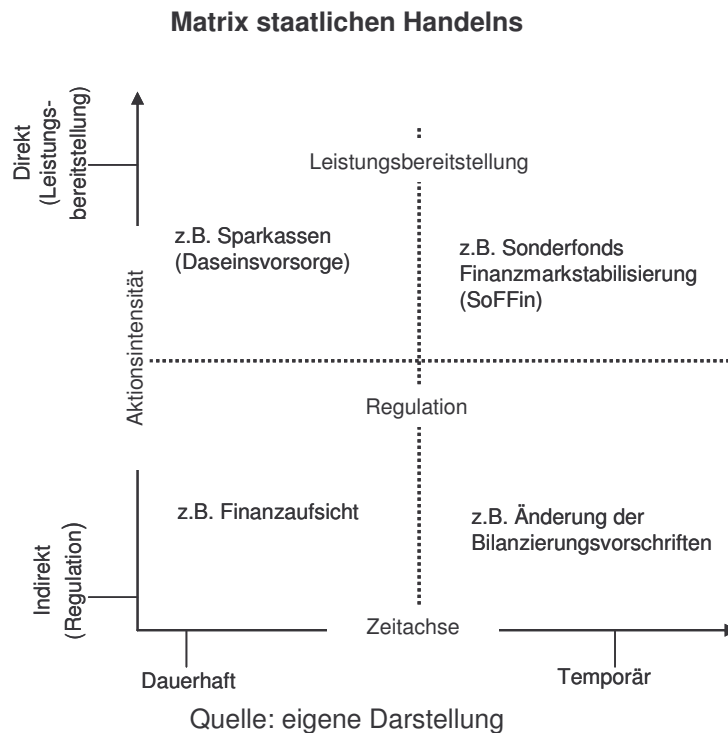 Matrix staatlichen Handelns
Direkt
(Leistungs-
bereitstellung)
Leistungsbereitstellung
z.B. Sparkassen
(Daseinsvorsorge)
z.B. Sonderfonds
Finanzmarkstabilisierung
(SoFFin)
Aktionsintensität
Regulation
z.B. Finanzaufsicht
z.B. Änderung der
Bilanzierungsvorschriften
Indirekt
(Regulation)
Zeitachse
Dauerhaft
Temporär
Quelle: eigene Darstellung